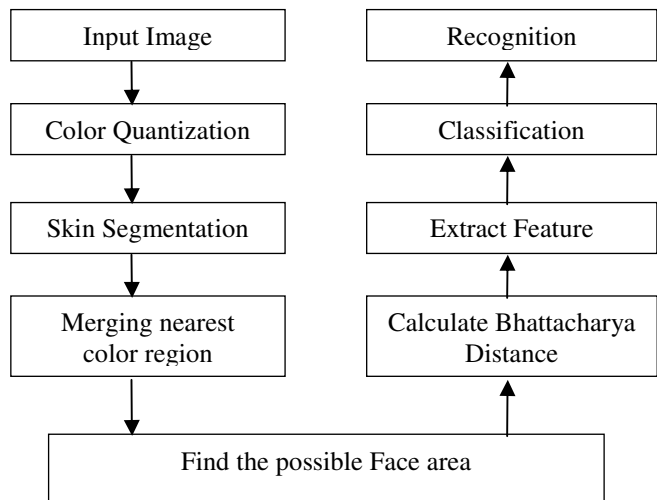 Input Image
Color Quantization
Skin Segmentation
Merging nearest
color region
Find the possible Face area
Calculate Bhattacharya
Distance
Extract Feature
Classification
Recognition